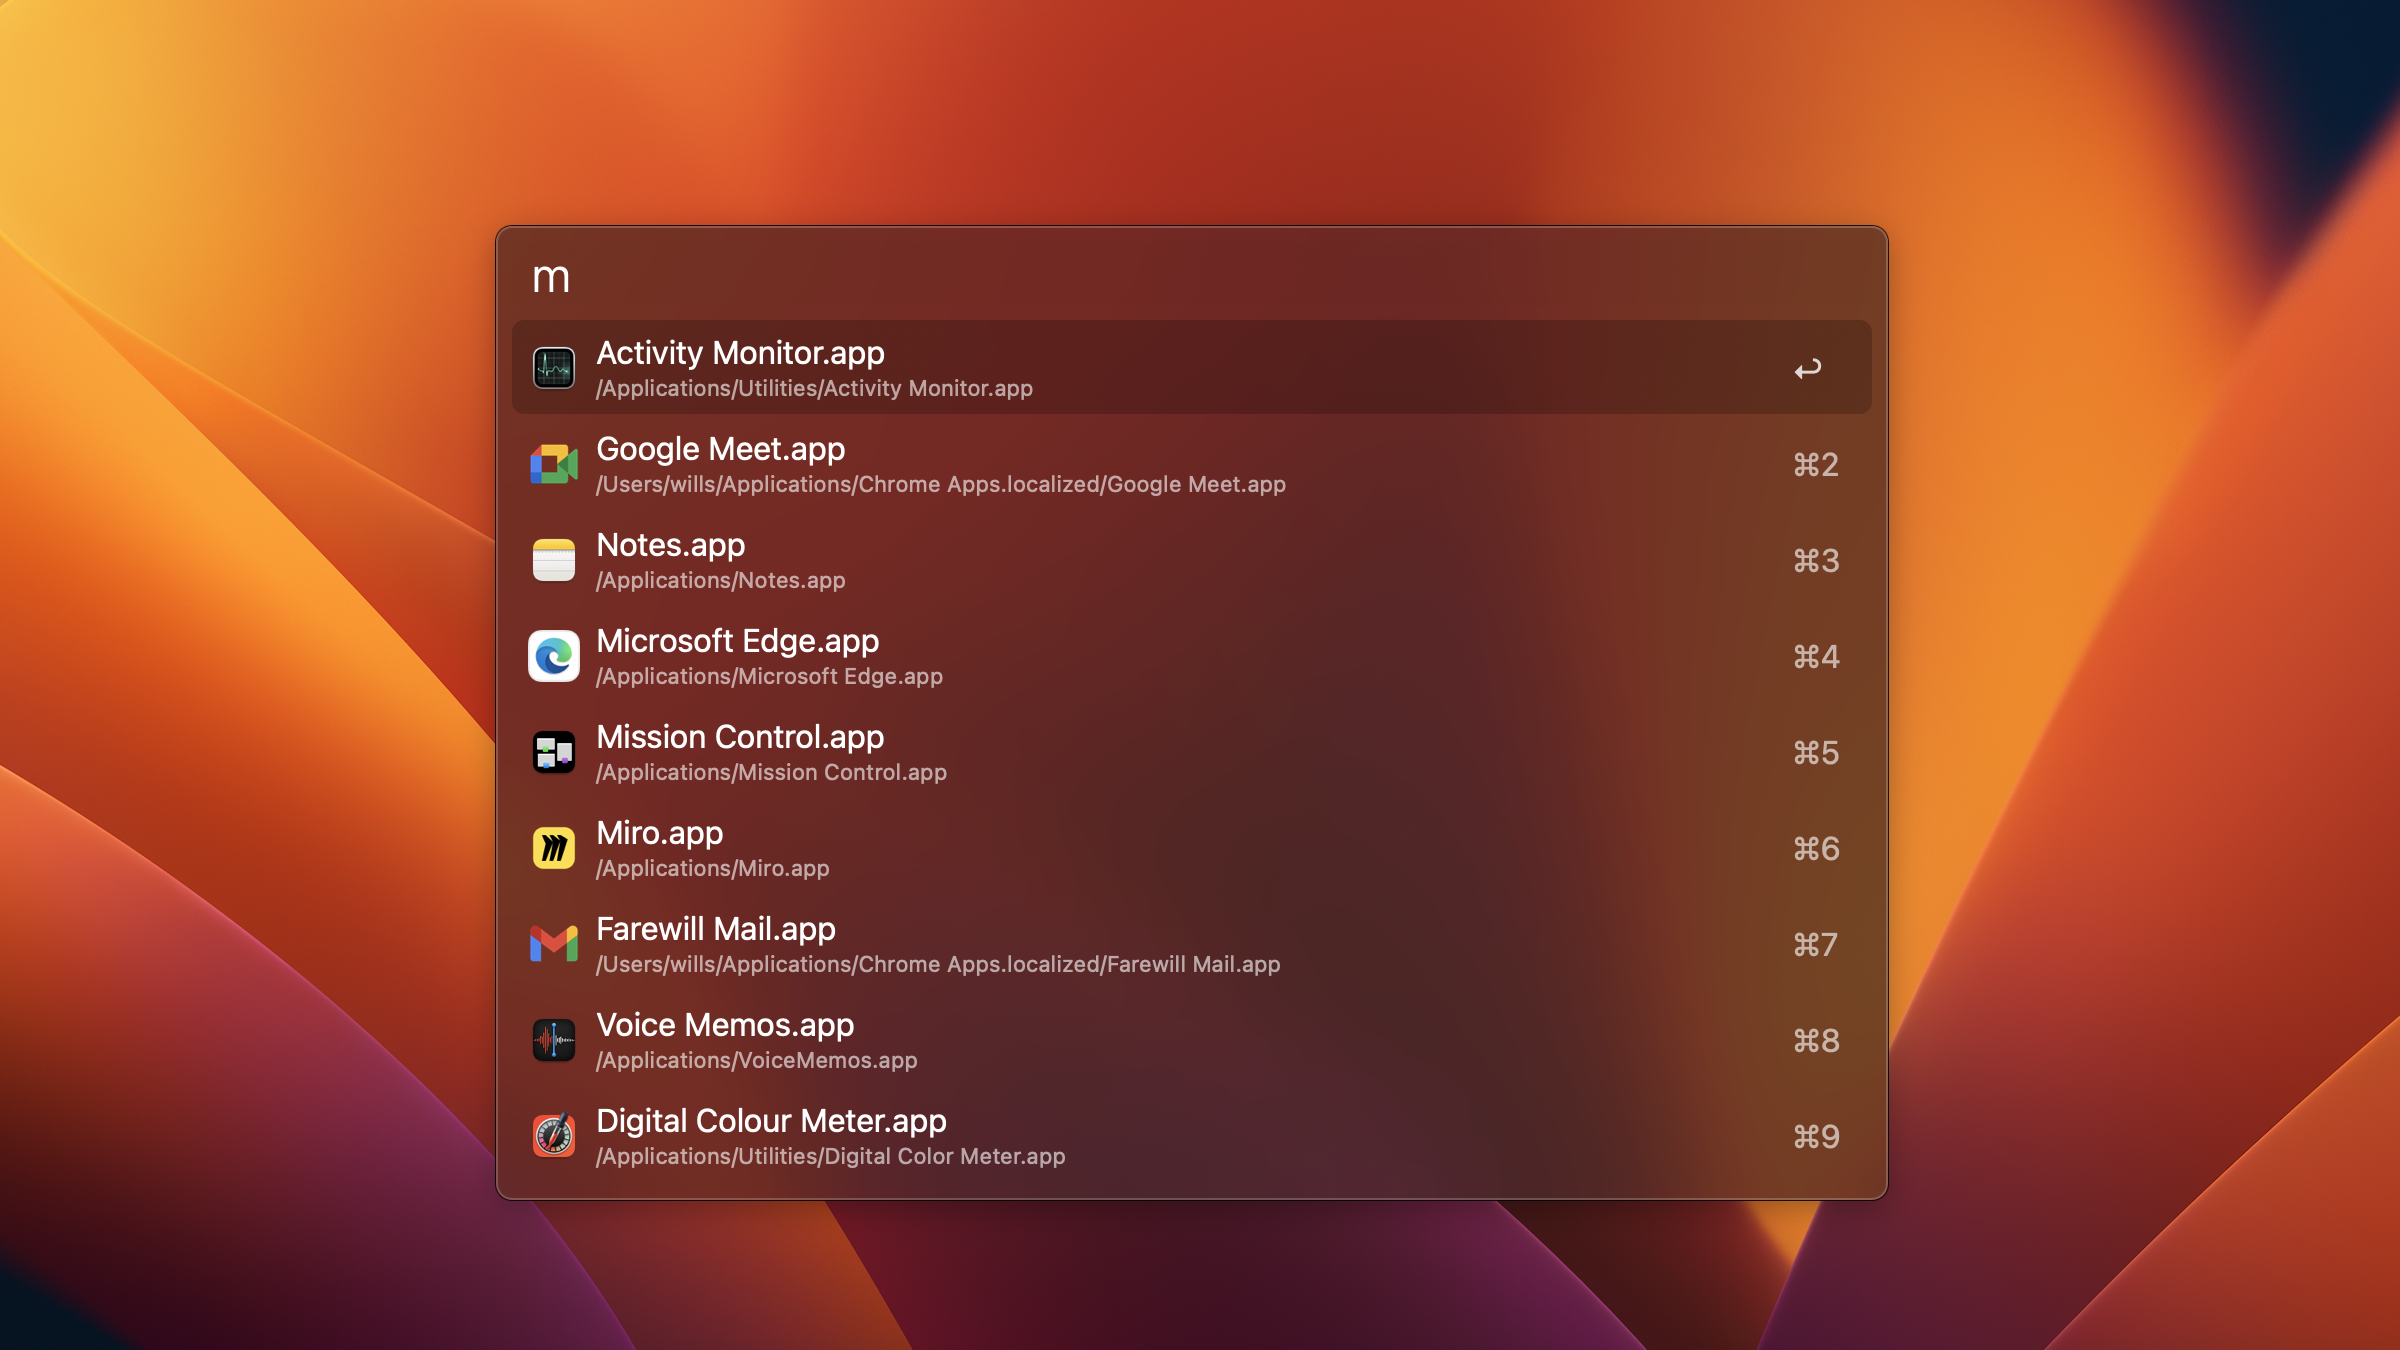 m
Activity Monitor.app
/Applications/Utilities/Activity Monitor.app
↩
Google Meet.app
/Users/wills/Applications/Chrome Apps.localized/Google Meet.app
⌘2
Notes.app
/Applications/Notes.app
⌘3
Microsoft Edge.app
/Applications/Microsoft Edge.app
⌘4
Mission Control.app
/Applications/Mission Control.app
⌘5
Miro.app
/Applications/Miro.app
⌘6
Farewill Mail.app
/Users/wills/Applications/Chrome Apps.localized/Farewill Mail.app
⌘7
Voice Memos.app
/Applications/VoiceMemos.app
⌘8
Digital Colour Meter.app
/Applications/Utilities/Digital Color Meter.app
⌘9